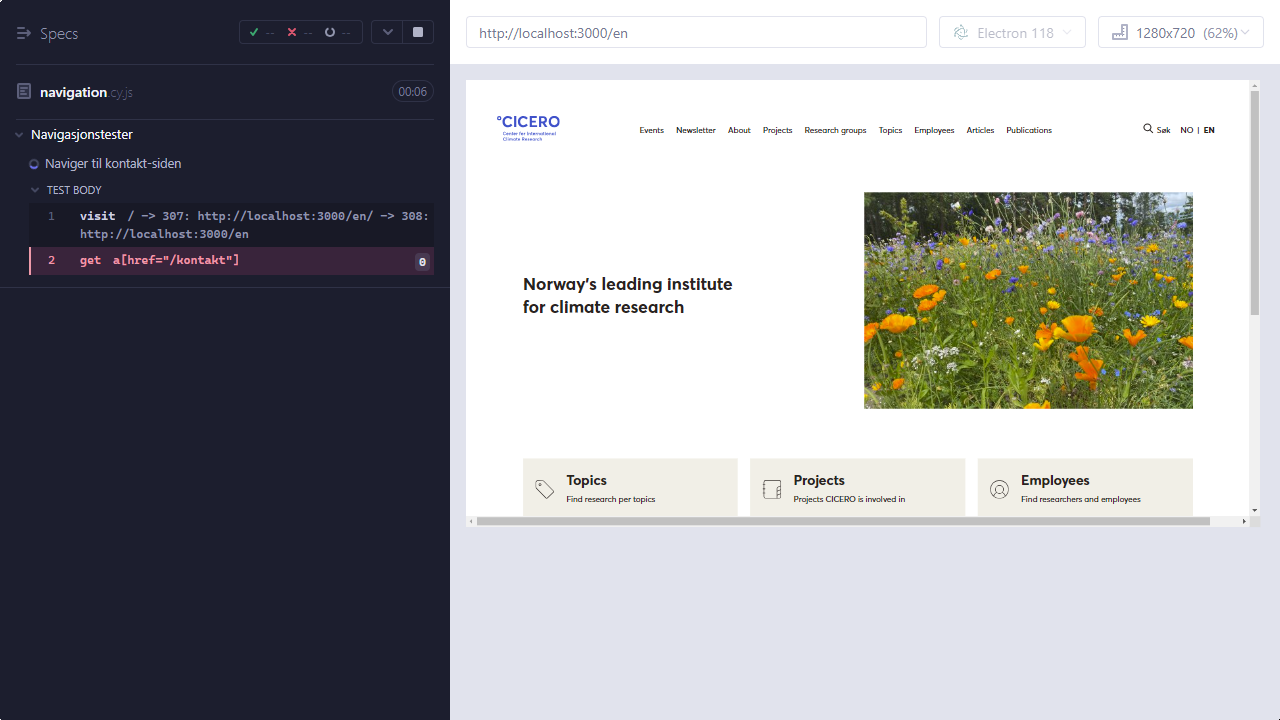 Specs
-- -- --
navigation.cy.js 00:06
Navigasjonstester
Naviger til kontakt-siden
TEST BODY
1 visit / -> 307: http://localhost:3000/en/ -> 308:
http://localhost:3000/en
2 get a[href="/kontakt"] 0
http://localhost:3000/en
Electron 118
1280x720 (62%)
°CICERO
Center for International
Climate Research
Events Newsletter About Projects Research groups Topics Employees Articles Publications
Søk NO | EN
Norway's leading institute
for climate research
Topics
Find research per topics
Projects
Projects CICERO is involved in
Employees
Find researchers and employees